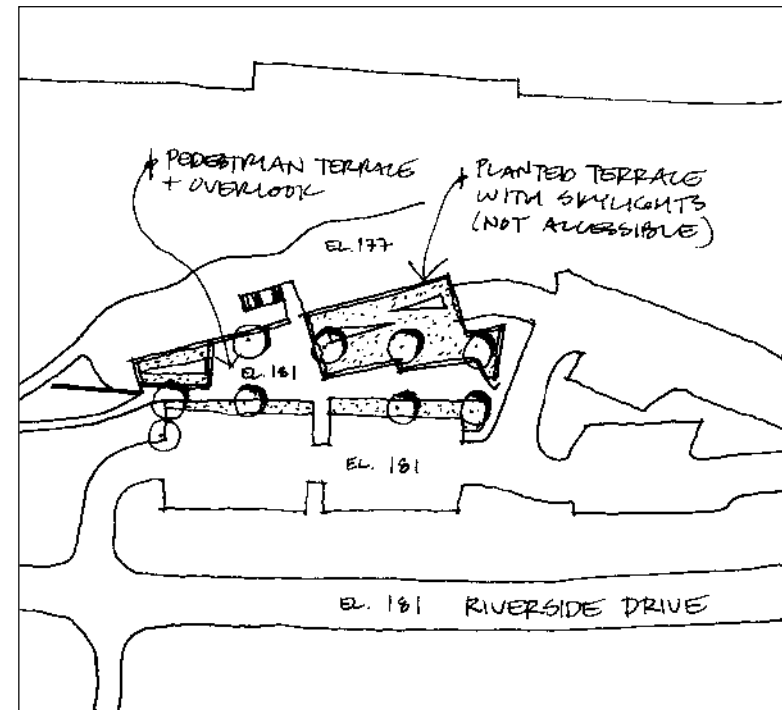 PEDESTRIAN TERRACE
+ OVERLOOK
PLANTED TERRACE
WITH SKYLIGHTS
(NOT ACCESSIBLE)
EL. 177
EL. 181
EL. 181
EL. 181 RIVERSIDE DRIVE